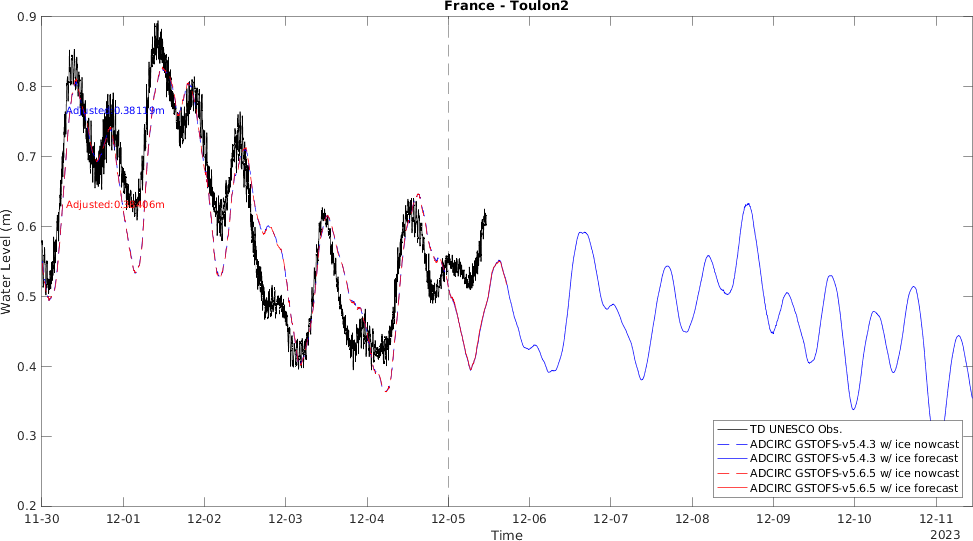 France - Toulon2
0.9
0.8
0.7
0.6
0.5
0.4
0.3
0.2
Water Level (m)
Adjusted:0.38119m
TD UNESCO Obs.
ADCIRC GSTOFS-v5.4.3 w/ ice nowcast
ADCIRC GSTOFS-v5.4.3 w/ ice forecast
ADCIRC GSTOFS-v5.6.5 w/ ice nowcast
ADCIRC GSTOFS-v5.6.5 w/ ice forecast
11-30 12-01 12-02 12-03 12-04 12-05 12-06 12-07 12-08 12-09 12-10 12-11
Time
2023